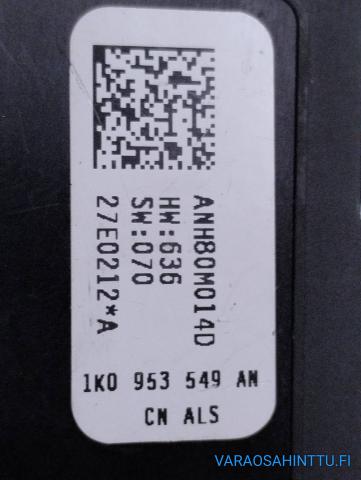 ANH80M014D
HW:636
SW:070
27E0212*A
1K0 953 549 AN
CN ALS
VARAOSAHINTTU.FI